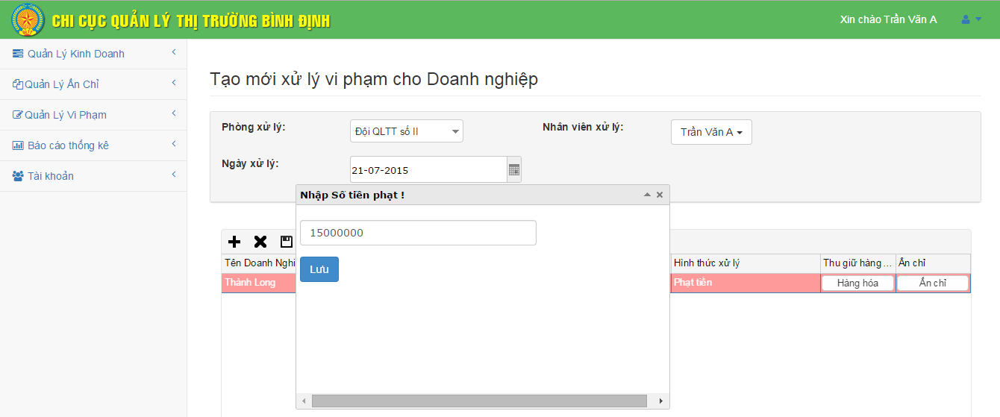 CHI CỤC QUẢN LÝ THỊ TRƯỜNG BÌNH ĐỊNH
Xin chào Trần Văn A
QLTT
Quản Lý Kinh Doanh
Quản Lý Ấn Chỉ
Quản Lý Vi Phạm
Báo cáo thống kê
Tài khoản
Tạo mới xử lý vi phạm cho Doanh nghiệp
Phòng xử lý: Đội QLTT số II Nhân viên xử lý: Trần Văn A
Ngày xử lý: 21-07-2015
Nhập Số tiền phạt !
15000000
Lưu
Tên Doanh Nghi Hình thức xử lý Thu giữ hàng ... Ấn chỉ
Thành Long Phạt tiền Hàng hóa Ấn chỉ